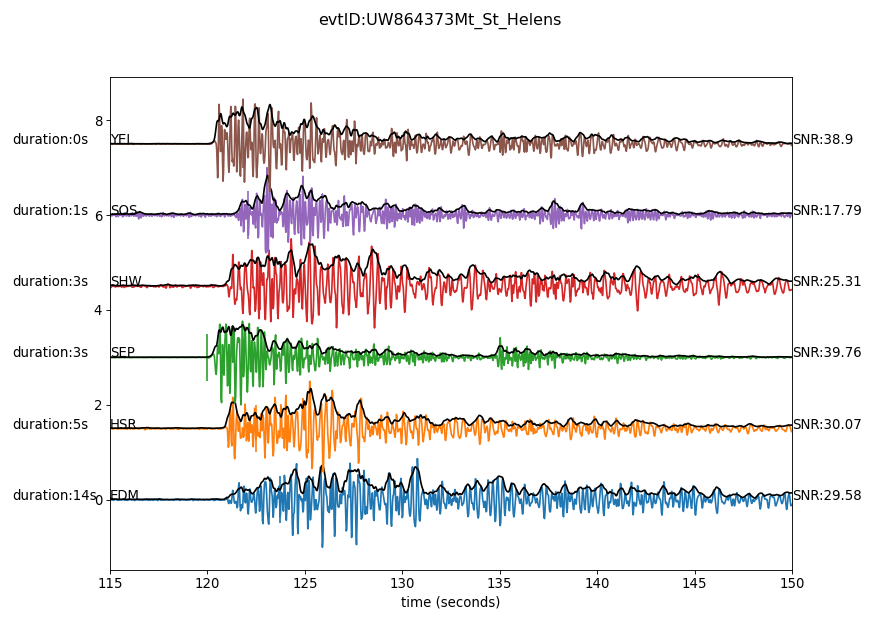 evtID:UW864373Mt_St_Helens
8
duration:0s YEL SNR:38.9
duration:1s SOS SNR:17.79
6
duration:3s SHW SNR:25.31
4
duration:3s SEP SNR:39.76
2
duration:5s HSR SNR:30.07
duration:14s 0 EDM SNR:29.58
115 120 125 130 135 140 145 150
time (seconds)